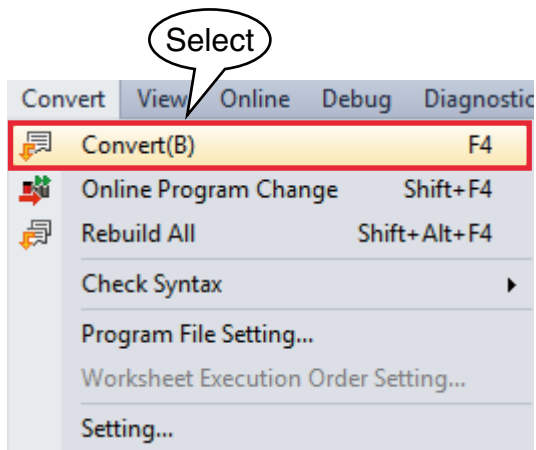 Select
Convert View Online Debug Diagnostic
Convert(B) F4
Online Program Change Shift+F4
Rebuild All Shift+Alt+F4
Check Syntax
Program File Setting...
Worksheet Execution Order Setting...
Setting...